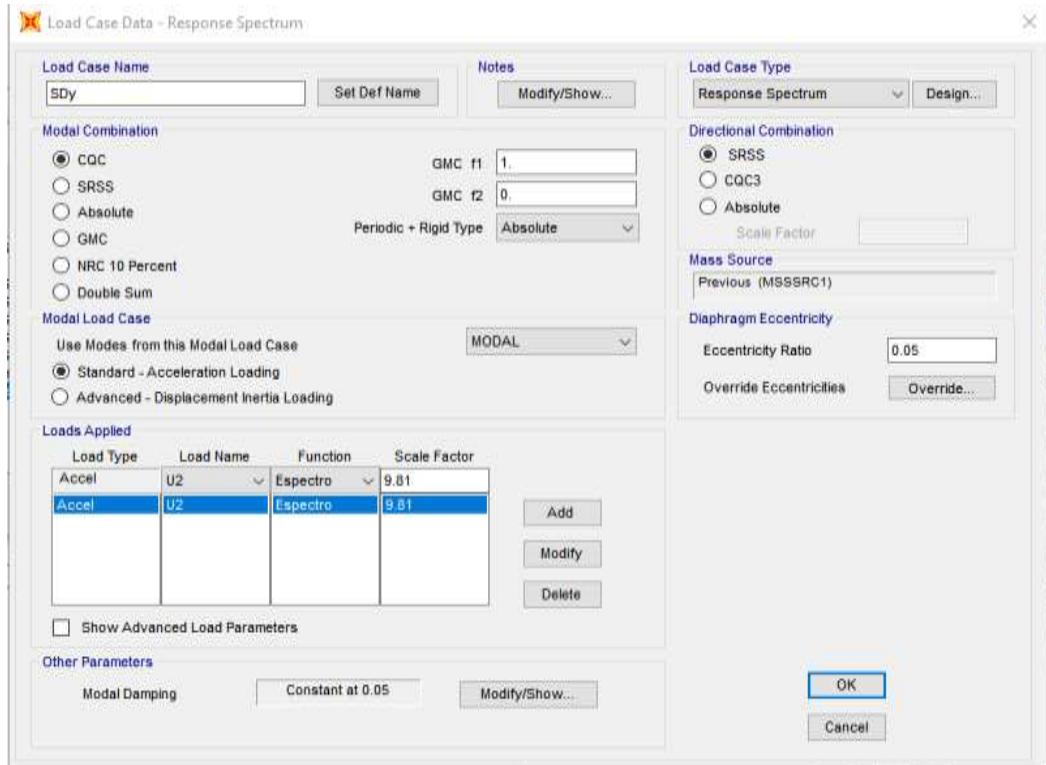 Load Case Data - Response Spectrum
Load Case Name
SDy
Set Def Name
Notes
Modify/Show...
Load Case Type
Response Spectrum
Design...
Modal Combination
CQC
SRSS
Absolute
GMC
NRC 10 Percent
Double Sum
GMC f1
1.
GMC f2
0.
Periodic + Rigid Type
Absolute
Directional Combination
SRSS
CQC3
Absolute
Scale Factor
Mass Source
Previous (MSSSRC1)
Modal Load Case
Use Modes from this Modal Load Case
MODAL
Standard - Acceleration Loading
Advanced - Displacement Inertia Loading
Diaphragm Eccentricity
Eccentricity Ratio
0.05
Override Eccentricities
Override...
Loads Applied
Load Type Load Name Function Scale Factor
Accel U2 Espectro 9.81
Accel U2 Espectro 9.81
Add
Modify
Delete
Show Advanced Load Parameters
Other Parameters
Modal Damping
Constant at 0.05
Modify/Show...
OK
Cancel